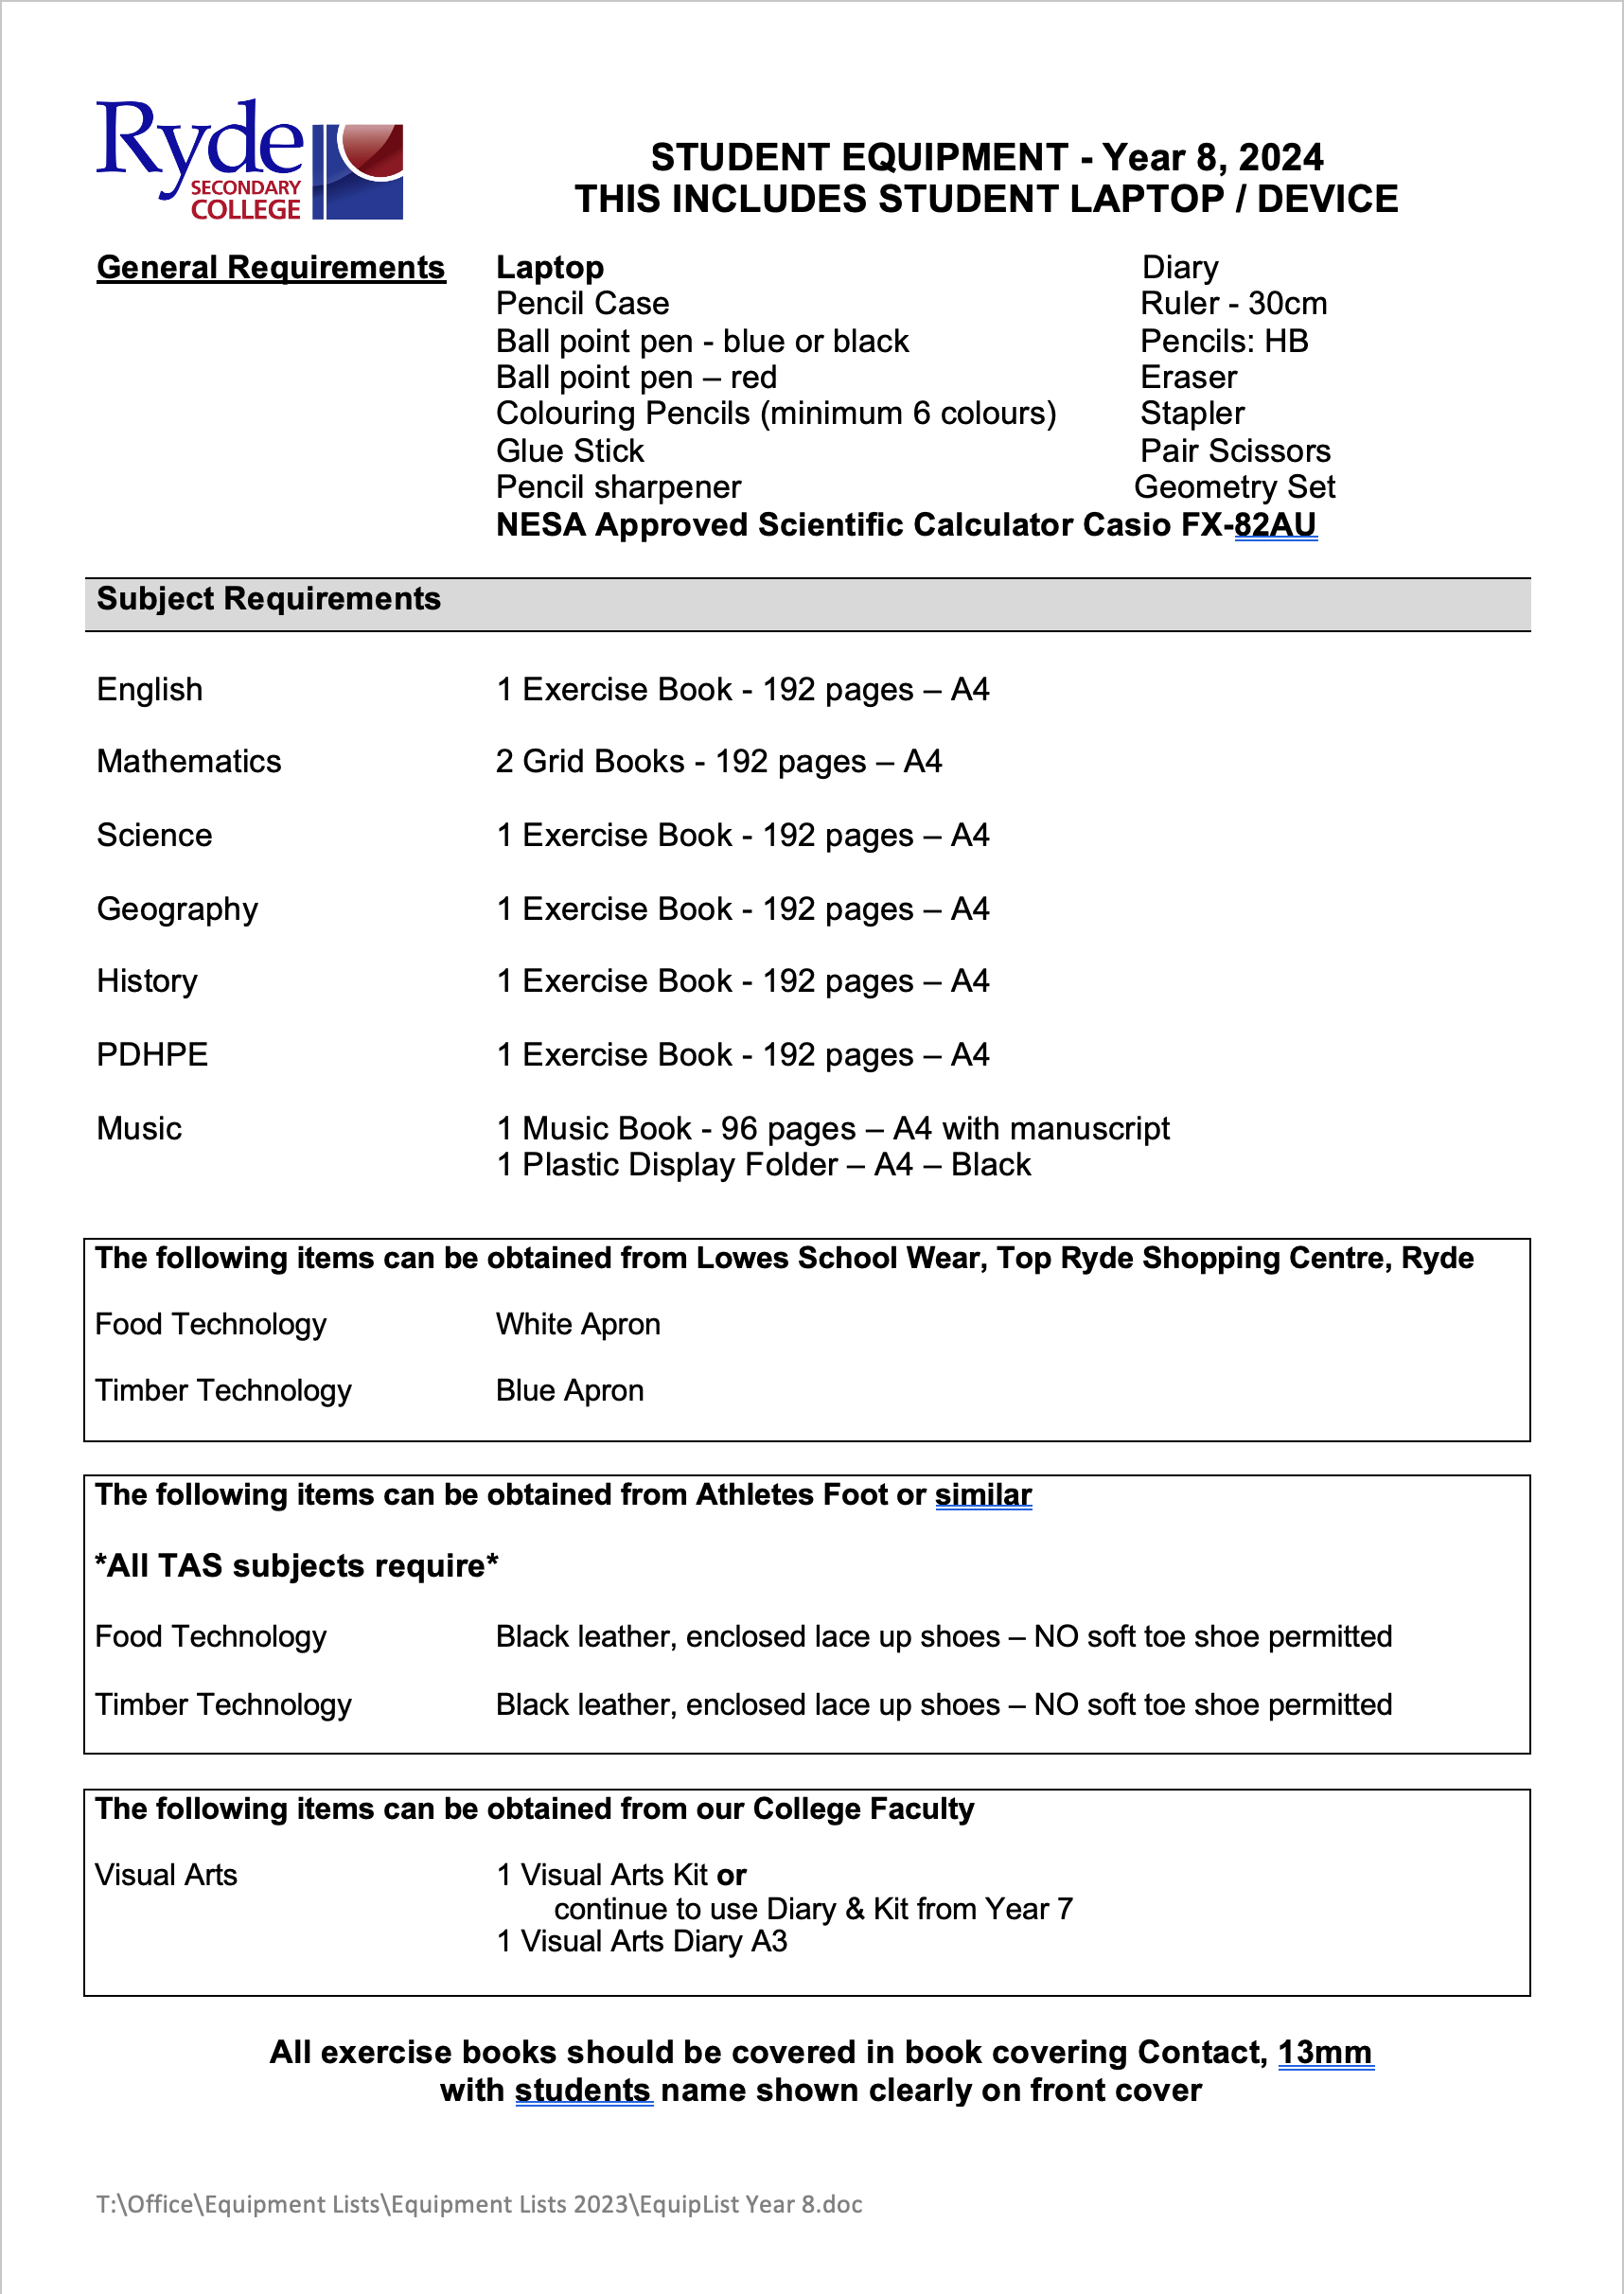 Ryde
SECONDARY
COLLEGE
STUDENT EQUIPMENT - Year 8, 2024
THIS INCLUDES STUDENT LAPTOP / DEVICE
General Requirements Laptop Diary
Pencil Case Ruler - 30cm
Ball point pen - blue or black Pencils: HB
Ball point pen – red Eraser
Colouring Pencils (minimum 6 colours) Stapler
Glue Stick Pair Scissors
Pencil sharpener Geometry Set
NESA Approved Scientific Calculator Casio FX-82AU
Subject Requirements
English 1 Exercise Book - 192 pages – A4
Mathematics 2 Grid Books - 192 pages – A4
Science 1 Exercise Book - 192 pages – A4
Geography 1 Exercise Book - 192 pages – A4
History 1 Exercise Book - 192 pages – A4
PDHPE 1 Exercise Book - 192 pages – A4
Music 1 Music Book - 96 pages – A4 with manuscript
1 Plastic Display Folder – A4 – Black
The following items can be obtained from Lowes School Wear, Top Ryde Shopping Centre, Ryde
Food Technology White Apron
Timber Technology Blue Apron
The following items can be obtained from Athletes Foot or similar
*All TAS subjects require*
Food Technology Black leather, enclosed lace up shoes – NO soft toe shoe permitted
Timber Technology Black leather, enclosed lace up shoes – NO soft toe shoe permitted
The following items can be obtained from our College Faculty
Visual Arts 1 Visual Arts Kit or
continue to use Diary & Kit from Year 7
1 Visual Arts Diary A3
All exercise books should be covered in book covering Contact, 13mm
with students name shown clearly on front cover
T:\Office\Equipment Lists\Equipment Lists 2023\EquipList Year 8.doc